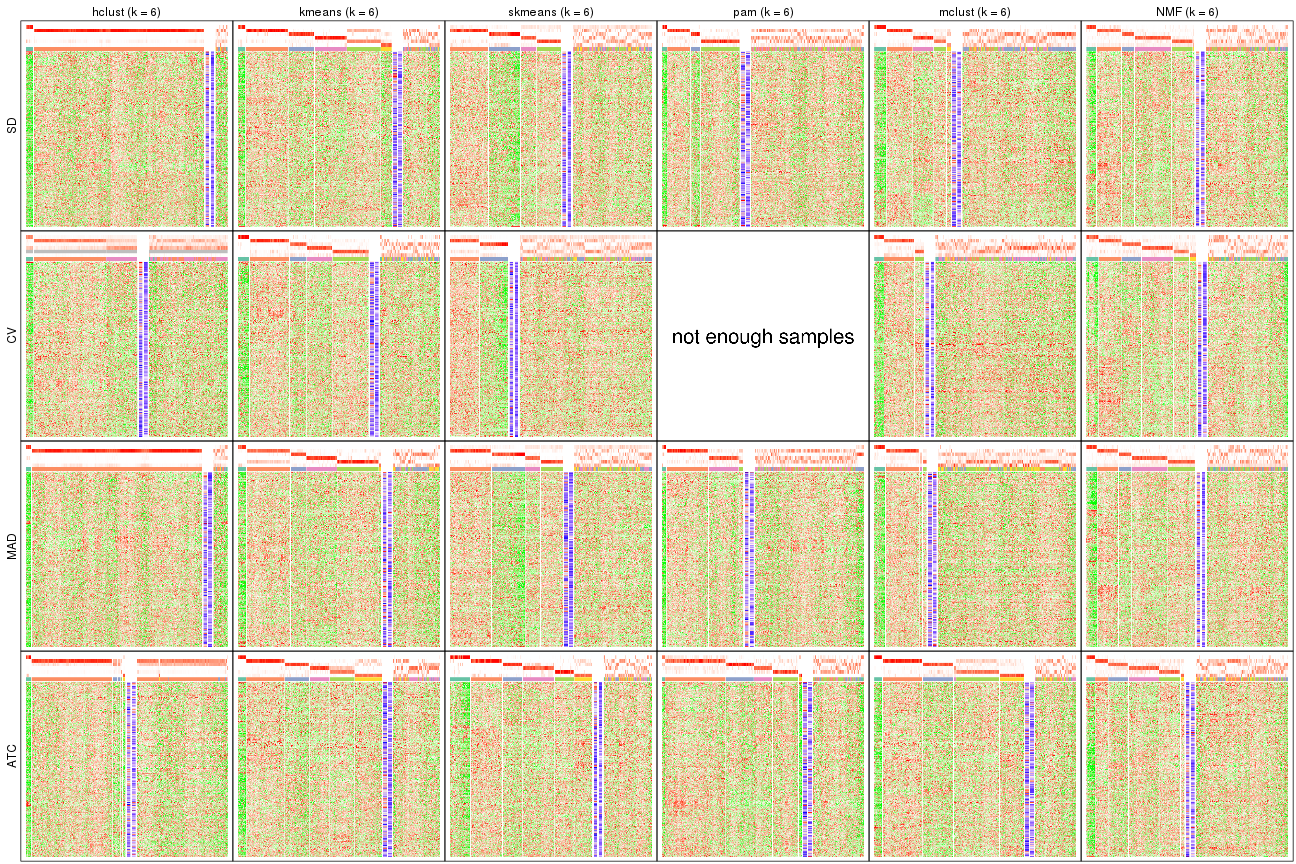 hclust (k = 6)
kmeans (k = 6)
skmeans (k = 6)
pam (k = 6)
mclust (k = 6)
NMF (k = 6)
SD
CV
not enough samples
MAD
ATC